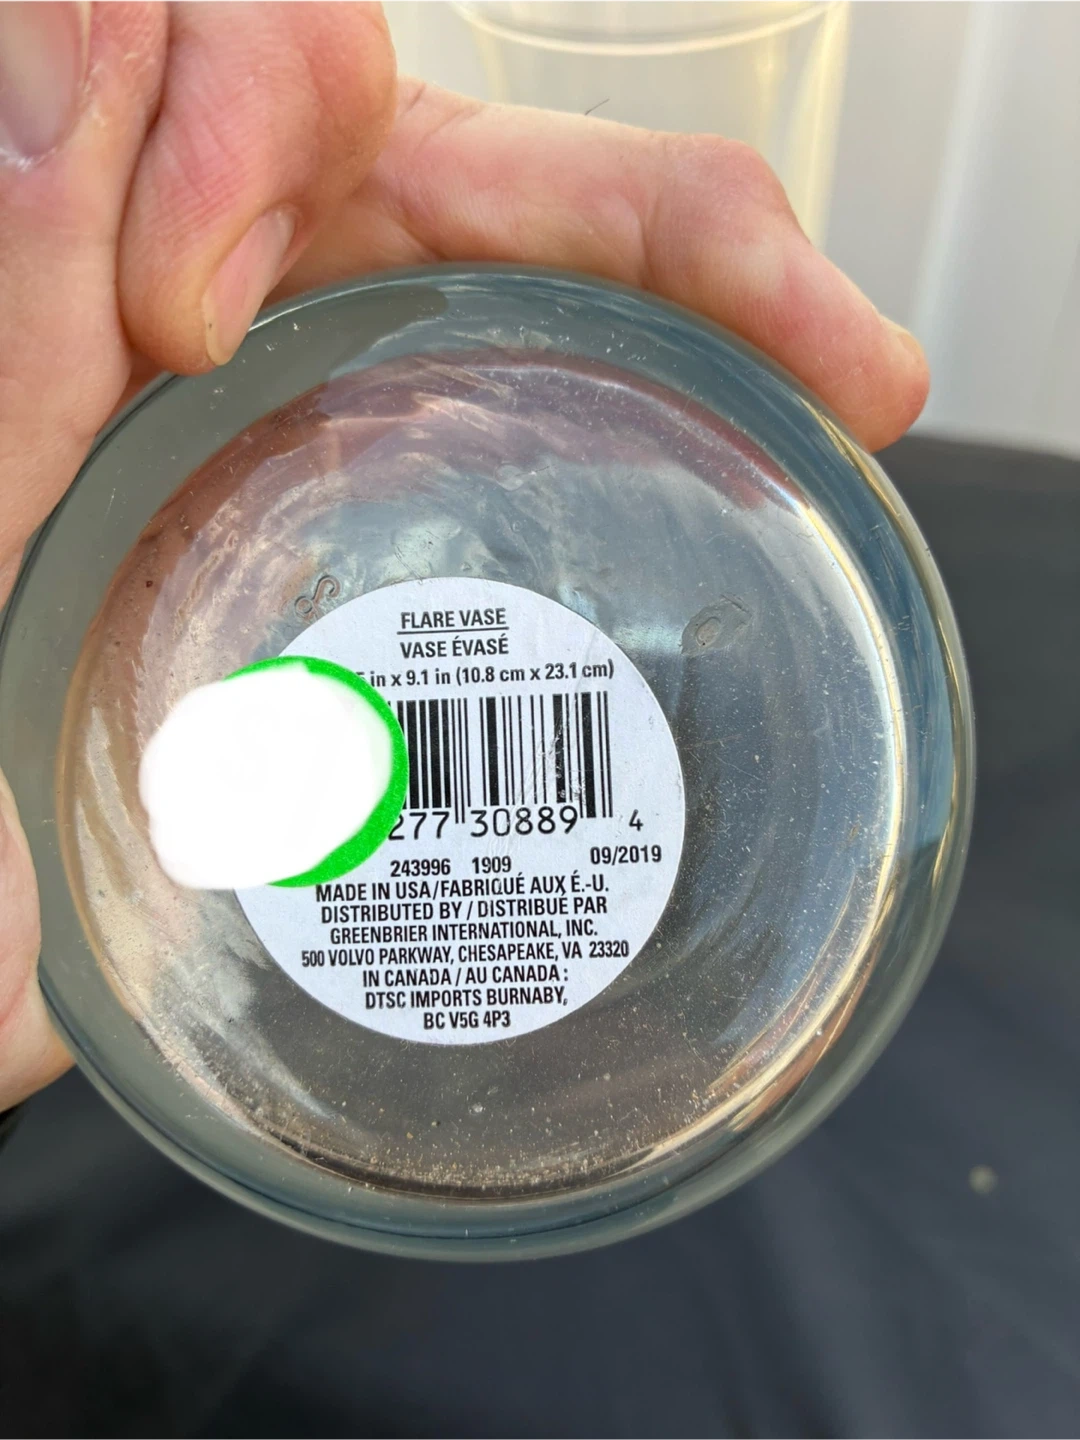 FLARE VASE
VASE ÉVASÉ
in x 9.1 in (10.8 cm x 23.1 cm)
277 30889 4
243996 1909 09/2019
MADE IN USA/FABRIQUÉ AUX É.-U.
DISTRIBUTED BY / DISTRIBUÉ PAR
GREENBRIER INTERNATIONAL, INC.
500 VOLVO PARKWAY, CHESAPEAKE, VA 23320
IN CANADA / AU CANADA :
DTSC IMPORTS BURNABY,
BC V5G 4P3